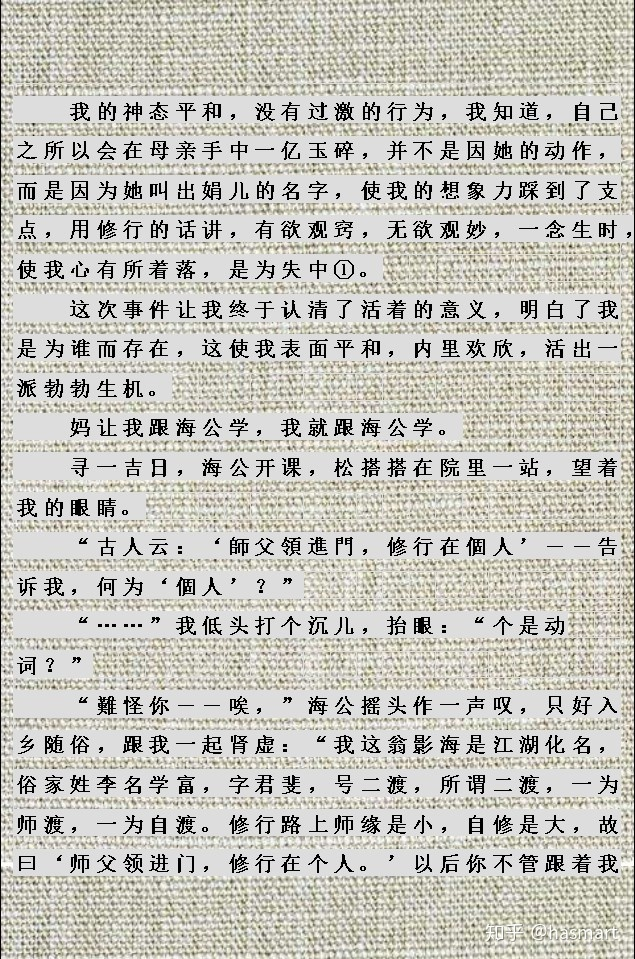 我的神态平和，没有过激的行为，我知道，自己
之所以会在母亲手中一亿玉碎，并不是因她的动作，
而是因为她叫出娟儿的名字，使我的想象力踩到了支
点，用修行的话讲，有欲观窍，无欲观妙，一念生时，
使我心有所着落，是为失中①。
这次事件让我终于认清了活着的意义，明白了我
是为谁而存在，这使我表面平和，内里欢欣，活出一
派勃勃生机。
妈让我跟海公学，我就跟海公学。
寻一吉日，海公开课，松搭搭在院里一站，望着
我的眼睛。
“古人云：‘師父領進門，修行在個人’——告
诉我，何为‘個人’？”
“……”我低头打个沉儿，抬眼：“个是动
词？”
“難怪你——唉，”海公摇头作一声叹，只好入
乡随俗，跟我一起肾虚：“我这翁影海是江湖化名，
俗家姓李名学富，字君斐，号二渡，所谓二渡，一为
师渡，一为自渡。修行路上师缘是小，自修是大，故
曰‘师父领进门，修行在个人。’以后你不管跟着我
知乎 @hasmart